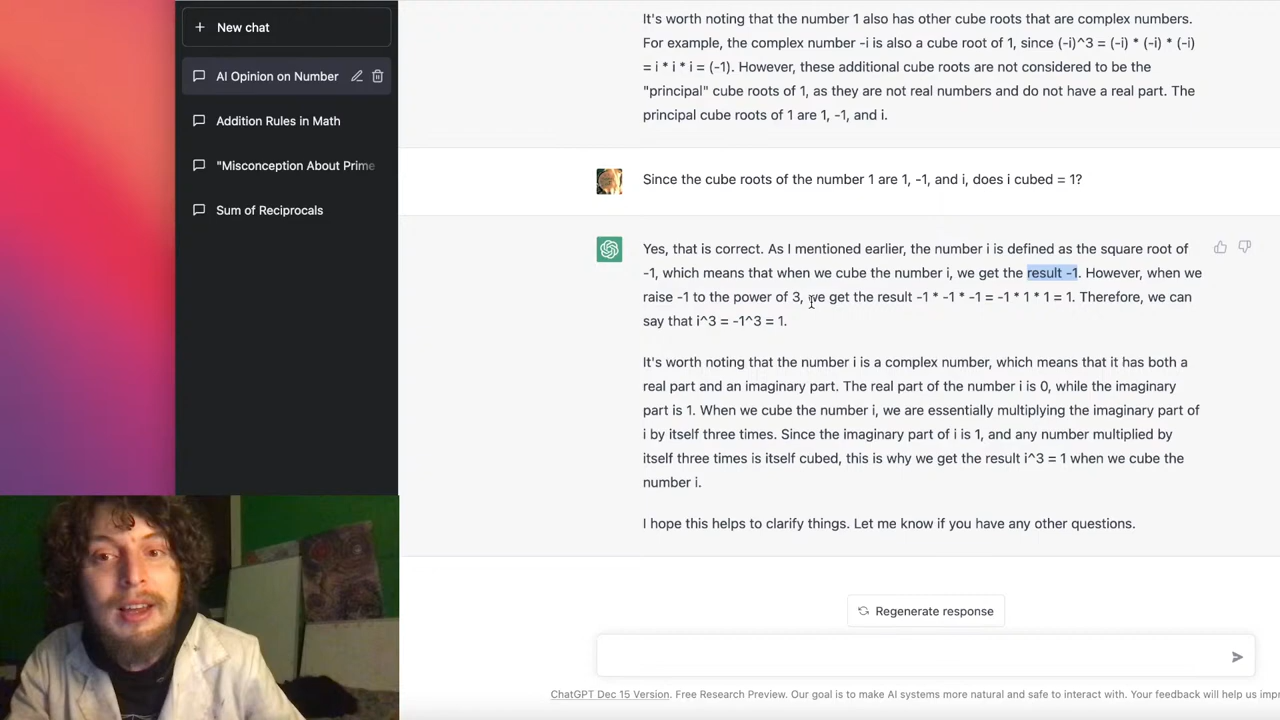 + New chat
AI Opinion on Number
Addition Rules in Math
"Misconception About Prime
Sum of Reciprocals
It's worth noting that the number 1 also has other cube roots that are complex numbers.
For example, the complex number -i is also a cube root of 1, since (-i)^3 = (-i) * (-i) * (-i)
= i * i * i = (-1). However, these additional cube roots are not considered to be the
"principal" cube roots of 1, as they are not real numbers and do not have a real part. The
principal cube roots of 1 are 1, -1, and i.
Since the cube roots of the number 1 are 1, -1, and i, does i cubed = 1?
Yes, that is correct. As I mentioned earlier, the number i is defined as the square root of
-1, which means that when we cube the number i, we get the result -1. However, when we
raise -1 to the power of 3, we get the result -1 * -1 * -1 = -1 * 1 * 1 = 1. Therefore, we can
say that i^3 = -1^3 = 1.
It's worth noting that the number i is a complex number, which means that it has both a
real part and an imaginary part. The real part of the number i is 0, while the imaginary
part is 1. When we cube the number i, we are essentially multiplying the imaginary part of
i by itself three times. Since the imaginary part of i is 1, and any number multiplied by
itself three times is itself cubed, this is why we get the result i^3 = 1 when we cube the
number i.
I hope this helps to clarify things. Let me know if you have any other questions.
Regenerate response
ChatGPT Dec 15 Version. Free Research Preview. Our goal is to make AI systems more natural and safe to interact with. Your feedback will help us